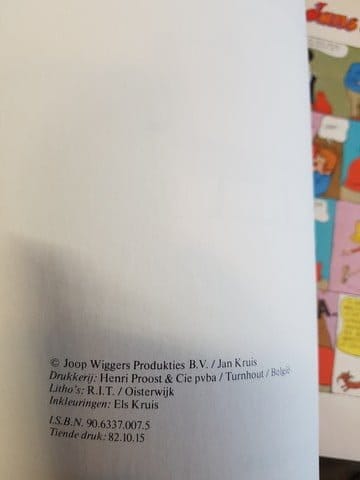 © Joop Wiggers Produkties B.V. / Jan Kruis
Drukkerij: Henri Proost & Cie pvba / Turnhout / België
Litho's: R.I.T. / Oisterwijk
Inkleuringen: Els Kruis
I.S.B.N. 90.6337.007.5
Tiende druk: 82.10.15